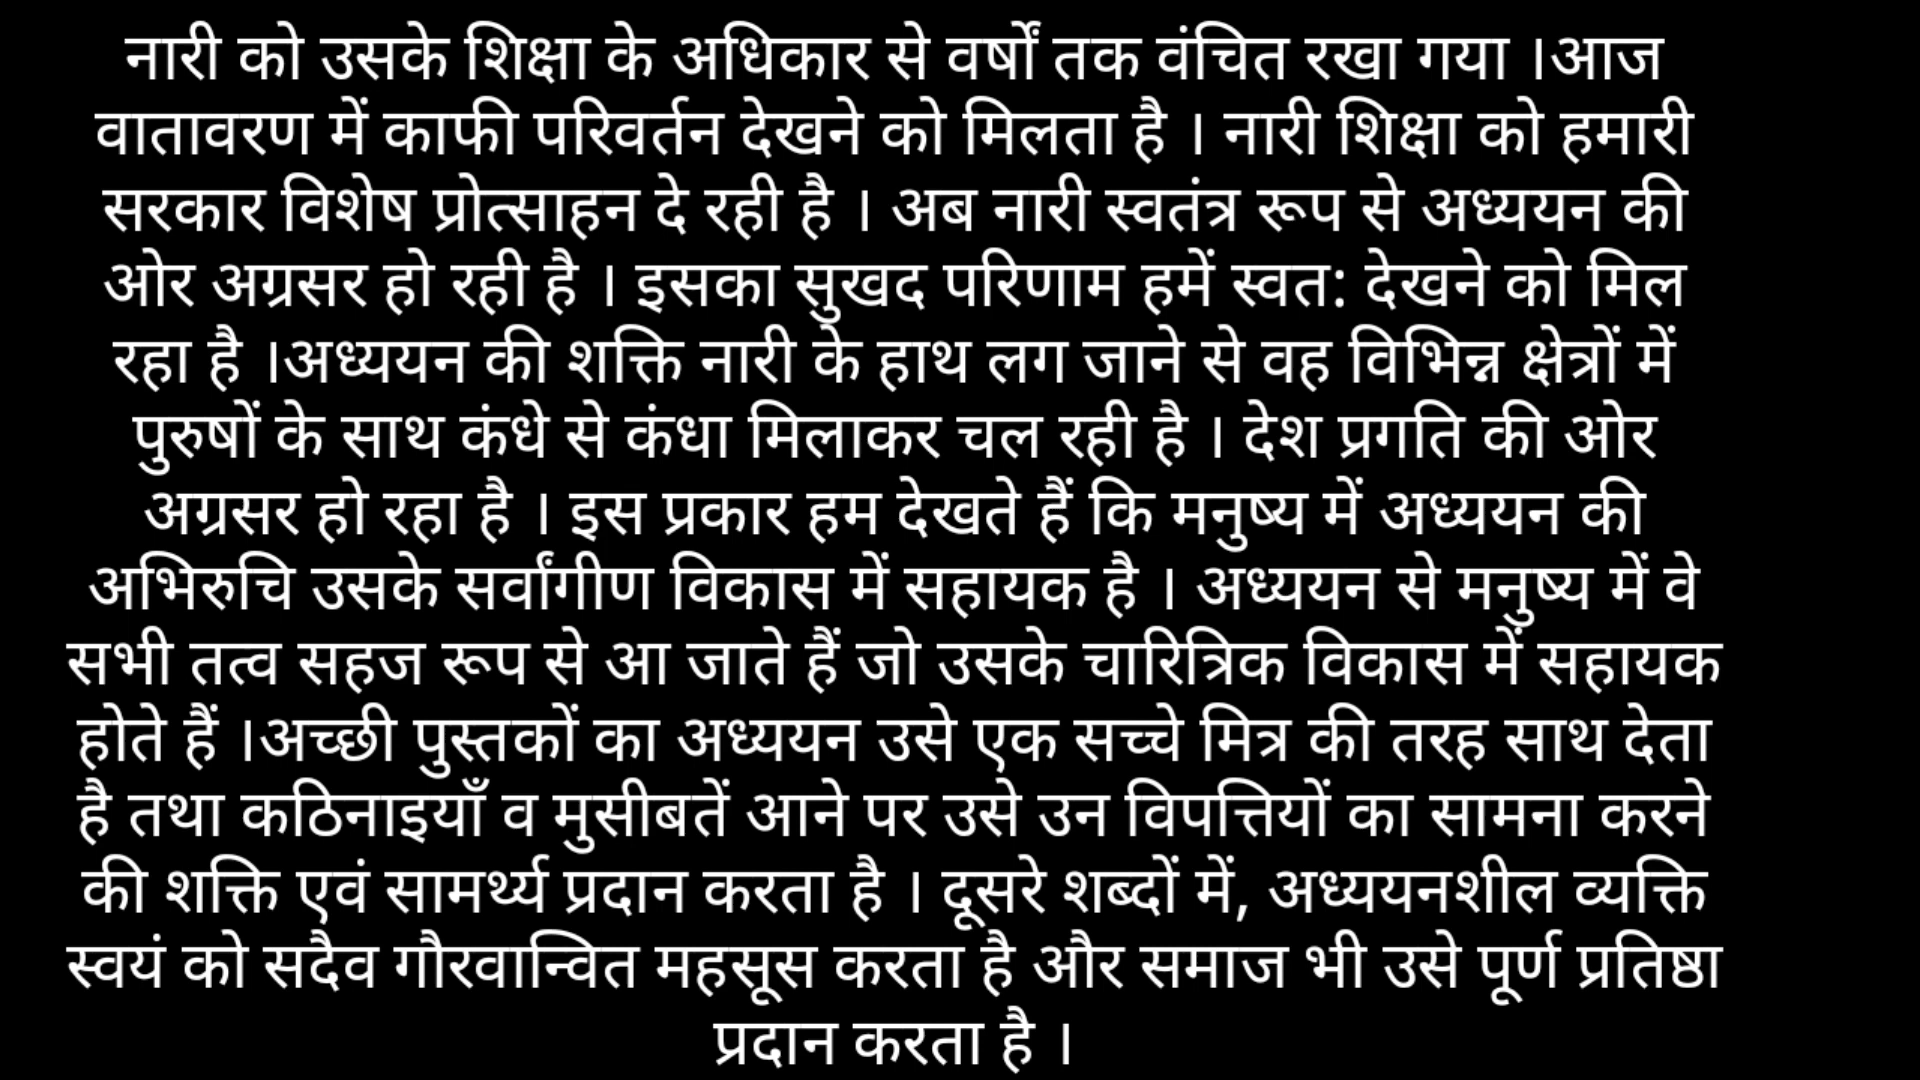 नारी को उसके शिक्षा के अधिकार से वर्षों तक वंचित रखा गया ।आज
वातावरण में काफी परिवर्तन देखने को मिलता है । नारी शिक्षा को हमारी
सरकार विशेष प्रोत्साहन दे रही है । अब नारी स्वतंत्र रूप से अध्ययन की
ओर अग्रसर हो रही है । इसका सुखद परिणाम हमें स्वत: देखने को मिल
रहा है ।अध्ययन की शक्ति नारी के हाथ लग जाने से वह विभिन्न क्षेत्रों में
पुरुषों के साथ कंधे से कंधा मिलाकर चल रही है । देश प्रगति की ओर
अग्रसर हो रहा है । इस प्रकार हम देखते हैं कि मनुष्य में अध्ययन की
अभिरुचि उसके सर्वांगीण विकास में सहायक है । अध्ययन से मनुष्य में वे
सभी तत्व सहज रूप से आ जाते हैं जो उसके चारित्रिक विकास में सहायक
होते हैं ।अच्छी पुस्तकों का अध्ययन उसे एक सच्चे मित्र की तरह साथ देता
है तथा कठिनाइयाँ व मुसीबतें आने पर उसे उन विपत्तियों का सामना करने
की शक्ति एवं सामर्थ्य प्रदान करता है । दूसरे शब्दों में, अध्ययनशील व्यक्ति
स्वयं को सदैव गौरवान्वित महसूस करता है और समाज भी उसे पूर्ण प्रतिष्ठा
प्रदान करता है ।